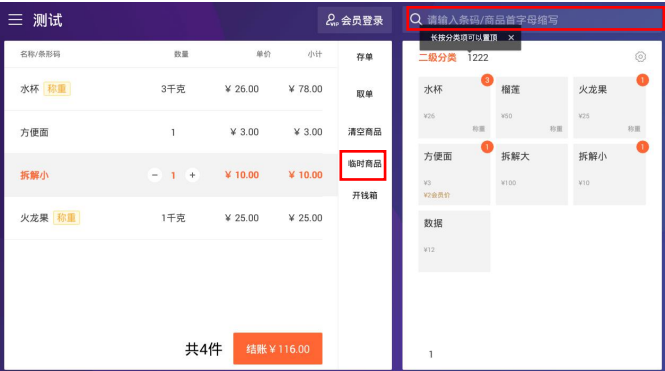 测试
会员登录
请输入条码/商品首字母缩写
长按分类项可以置顶 ×
名称/条形码 数量 单价 小计
水杯 称重 3千克 ¥ 26.00 ¥ 78.00
方便面 1 ¥ 3.00 ¥ 3.00
拆解小 − 1 + ¥ 10.00 ¥ 10.00
火龙果 称重 1千克 ¥ 25.00 ¥ 25.00
共4件 结账 ¥ 116.00
存单
取单
清空商品
临时商品
开钱箱
二级分类 1222
水杯 3
¥26
称重
榴莲
¥50
称重
火龙果 1
¥25
称重
方便面 1
¥3
¥2会员价
拆解大
¥100
拆解小 1
¥10
数据
¥12
1